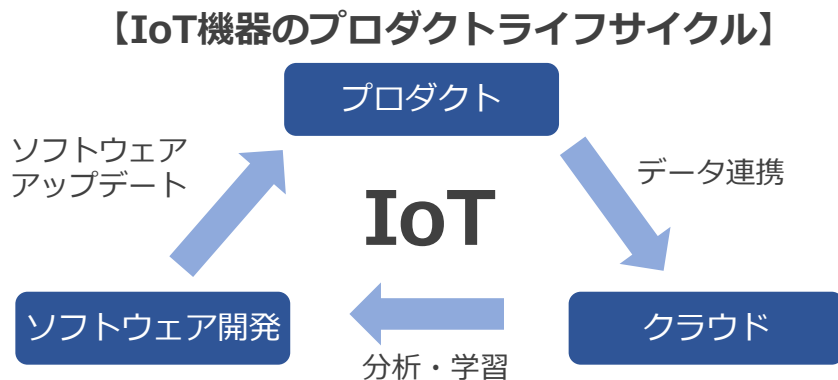 【IoT機器のプロダクトライフサイクル】
プロダクト
ソフトウェア
アップデート
データ連携
IoT
ソフトウェア開発
クラウド
分析・学習